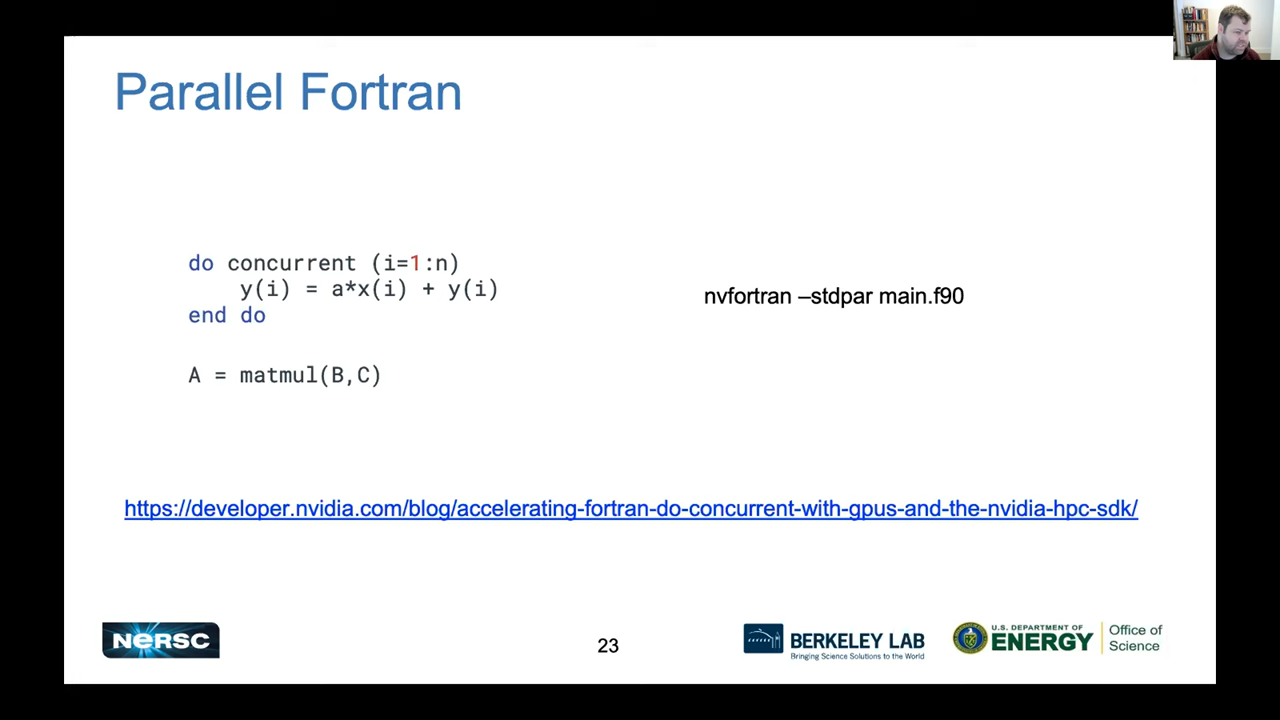 Parallel Fortran
do concurrent (i=1:n)
y(i) = a*x(i) + y(i)
end do
nvfortran –stdpar main.f90
A = matmul(B,C)
https://developer.nvidia.com/blog/accelerating-fortran-do-concurrent-with-gpus-and-the-nvidia-hpc-sdk/
NERSC
23
BERKELEY LAB
Bringing Science Solutions to the World
U.S. DEPARTMENT OF
ENERGY
Office of
Science